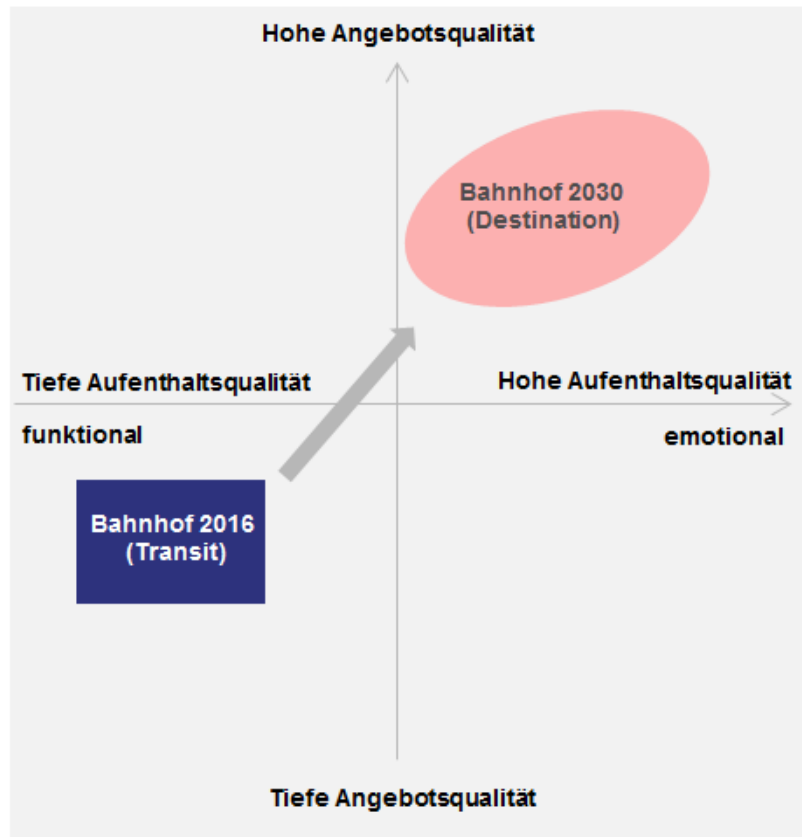 Hohe Angebotsqualität
Bahnhof 2030
(Destination)
Tiefe Aufenthaltsqualität
Hohe Aufenthaltsqualität
funktional
emotional
Bahnhof 2016
(Transit)
Tiefe Angebotsqualität